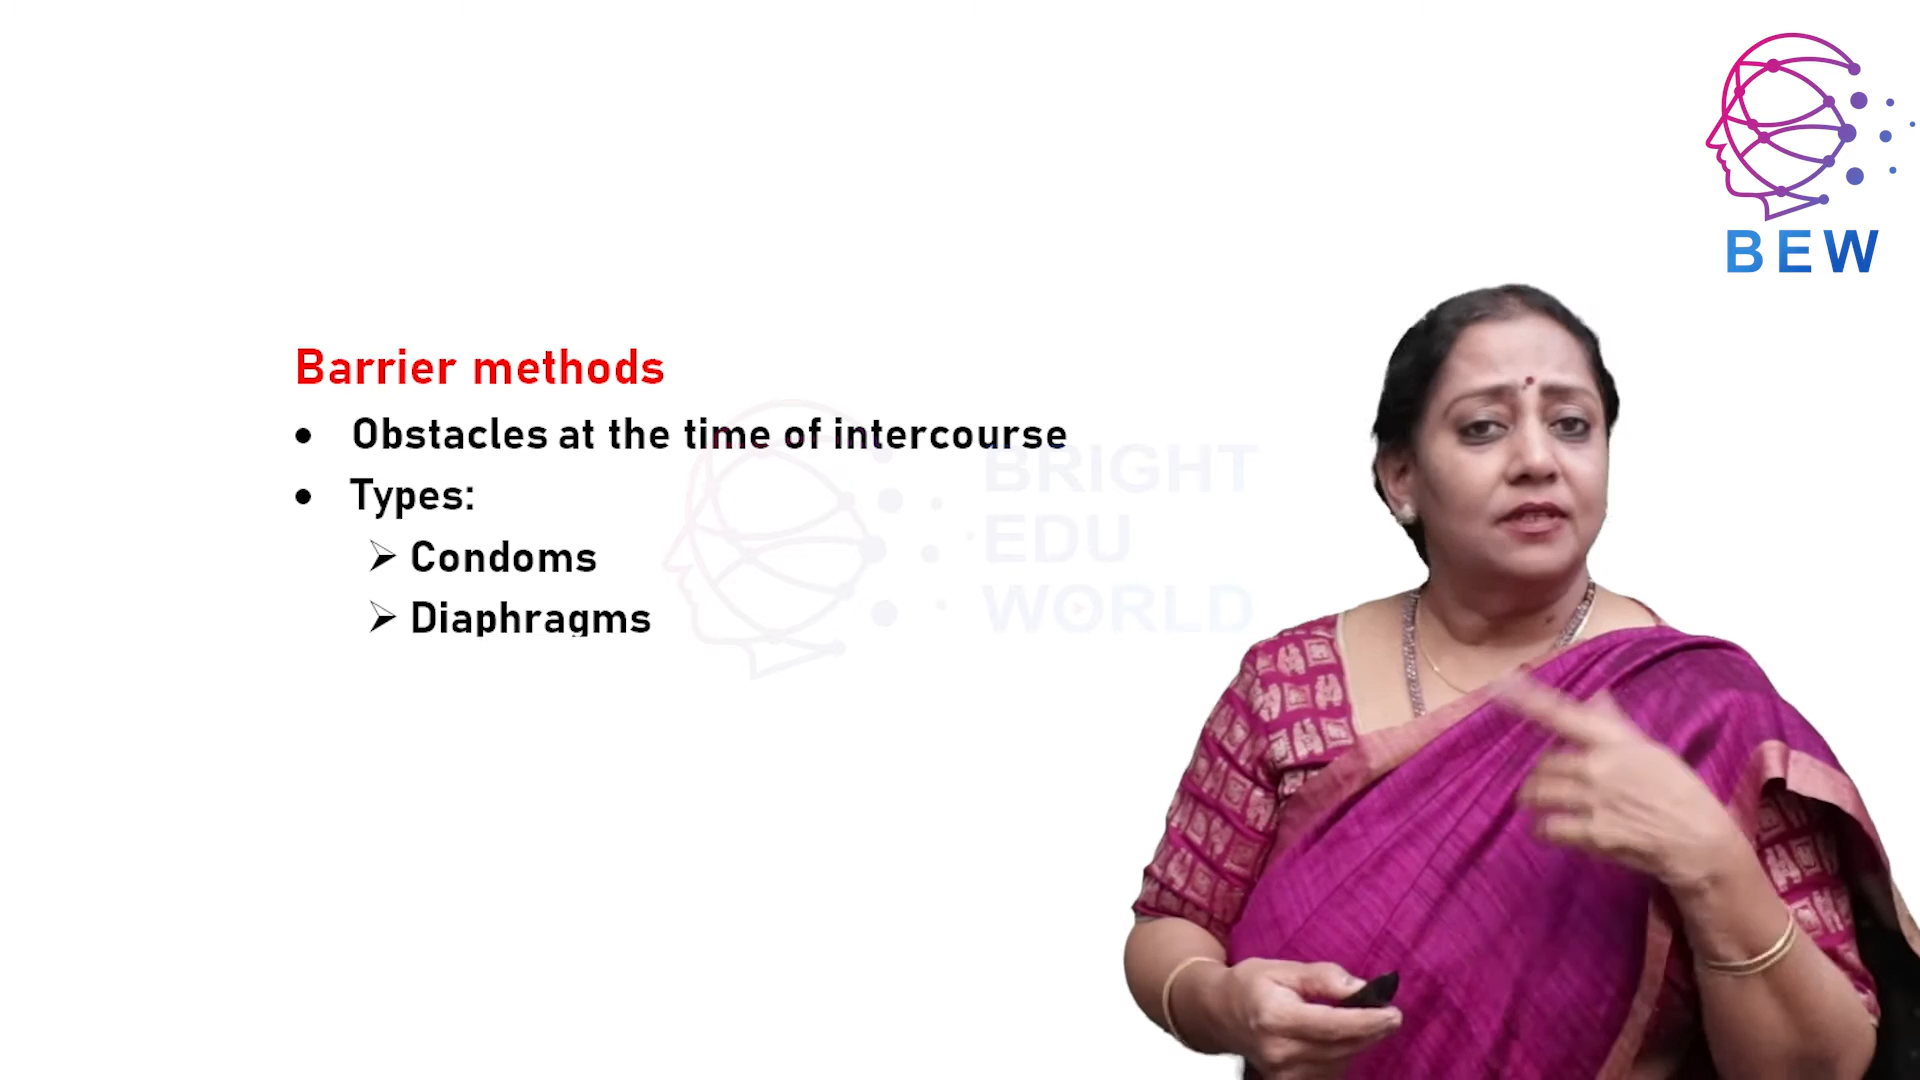 BEW
Barrier methods
• Obstacles at the time of intercourse
• Types:
➢ Condoms
➢ Diaphragms
BRIGHT
EDU
WORLD